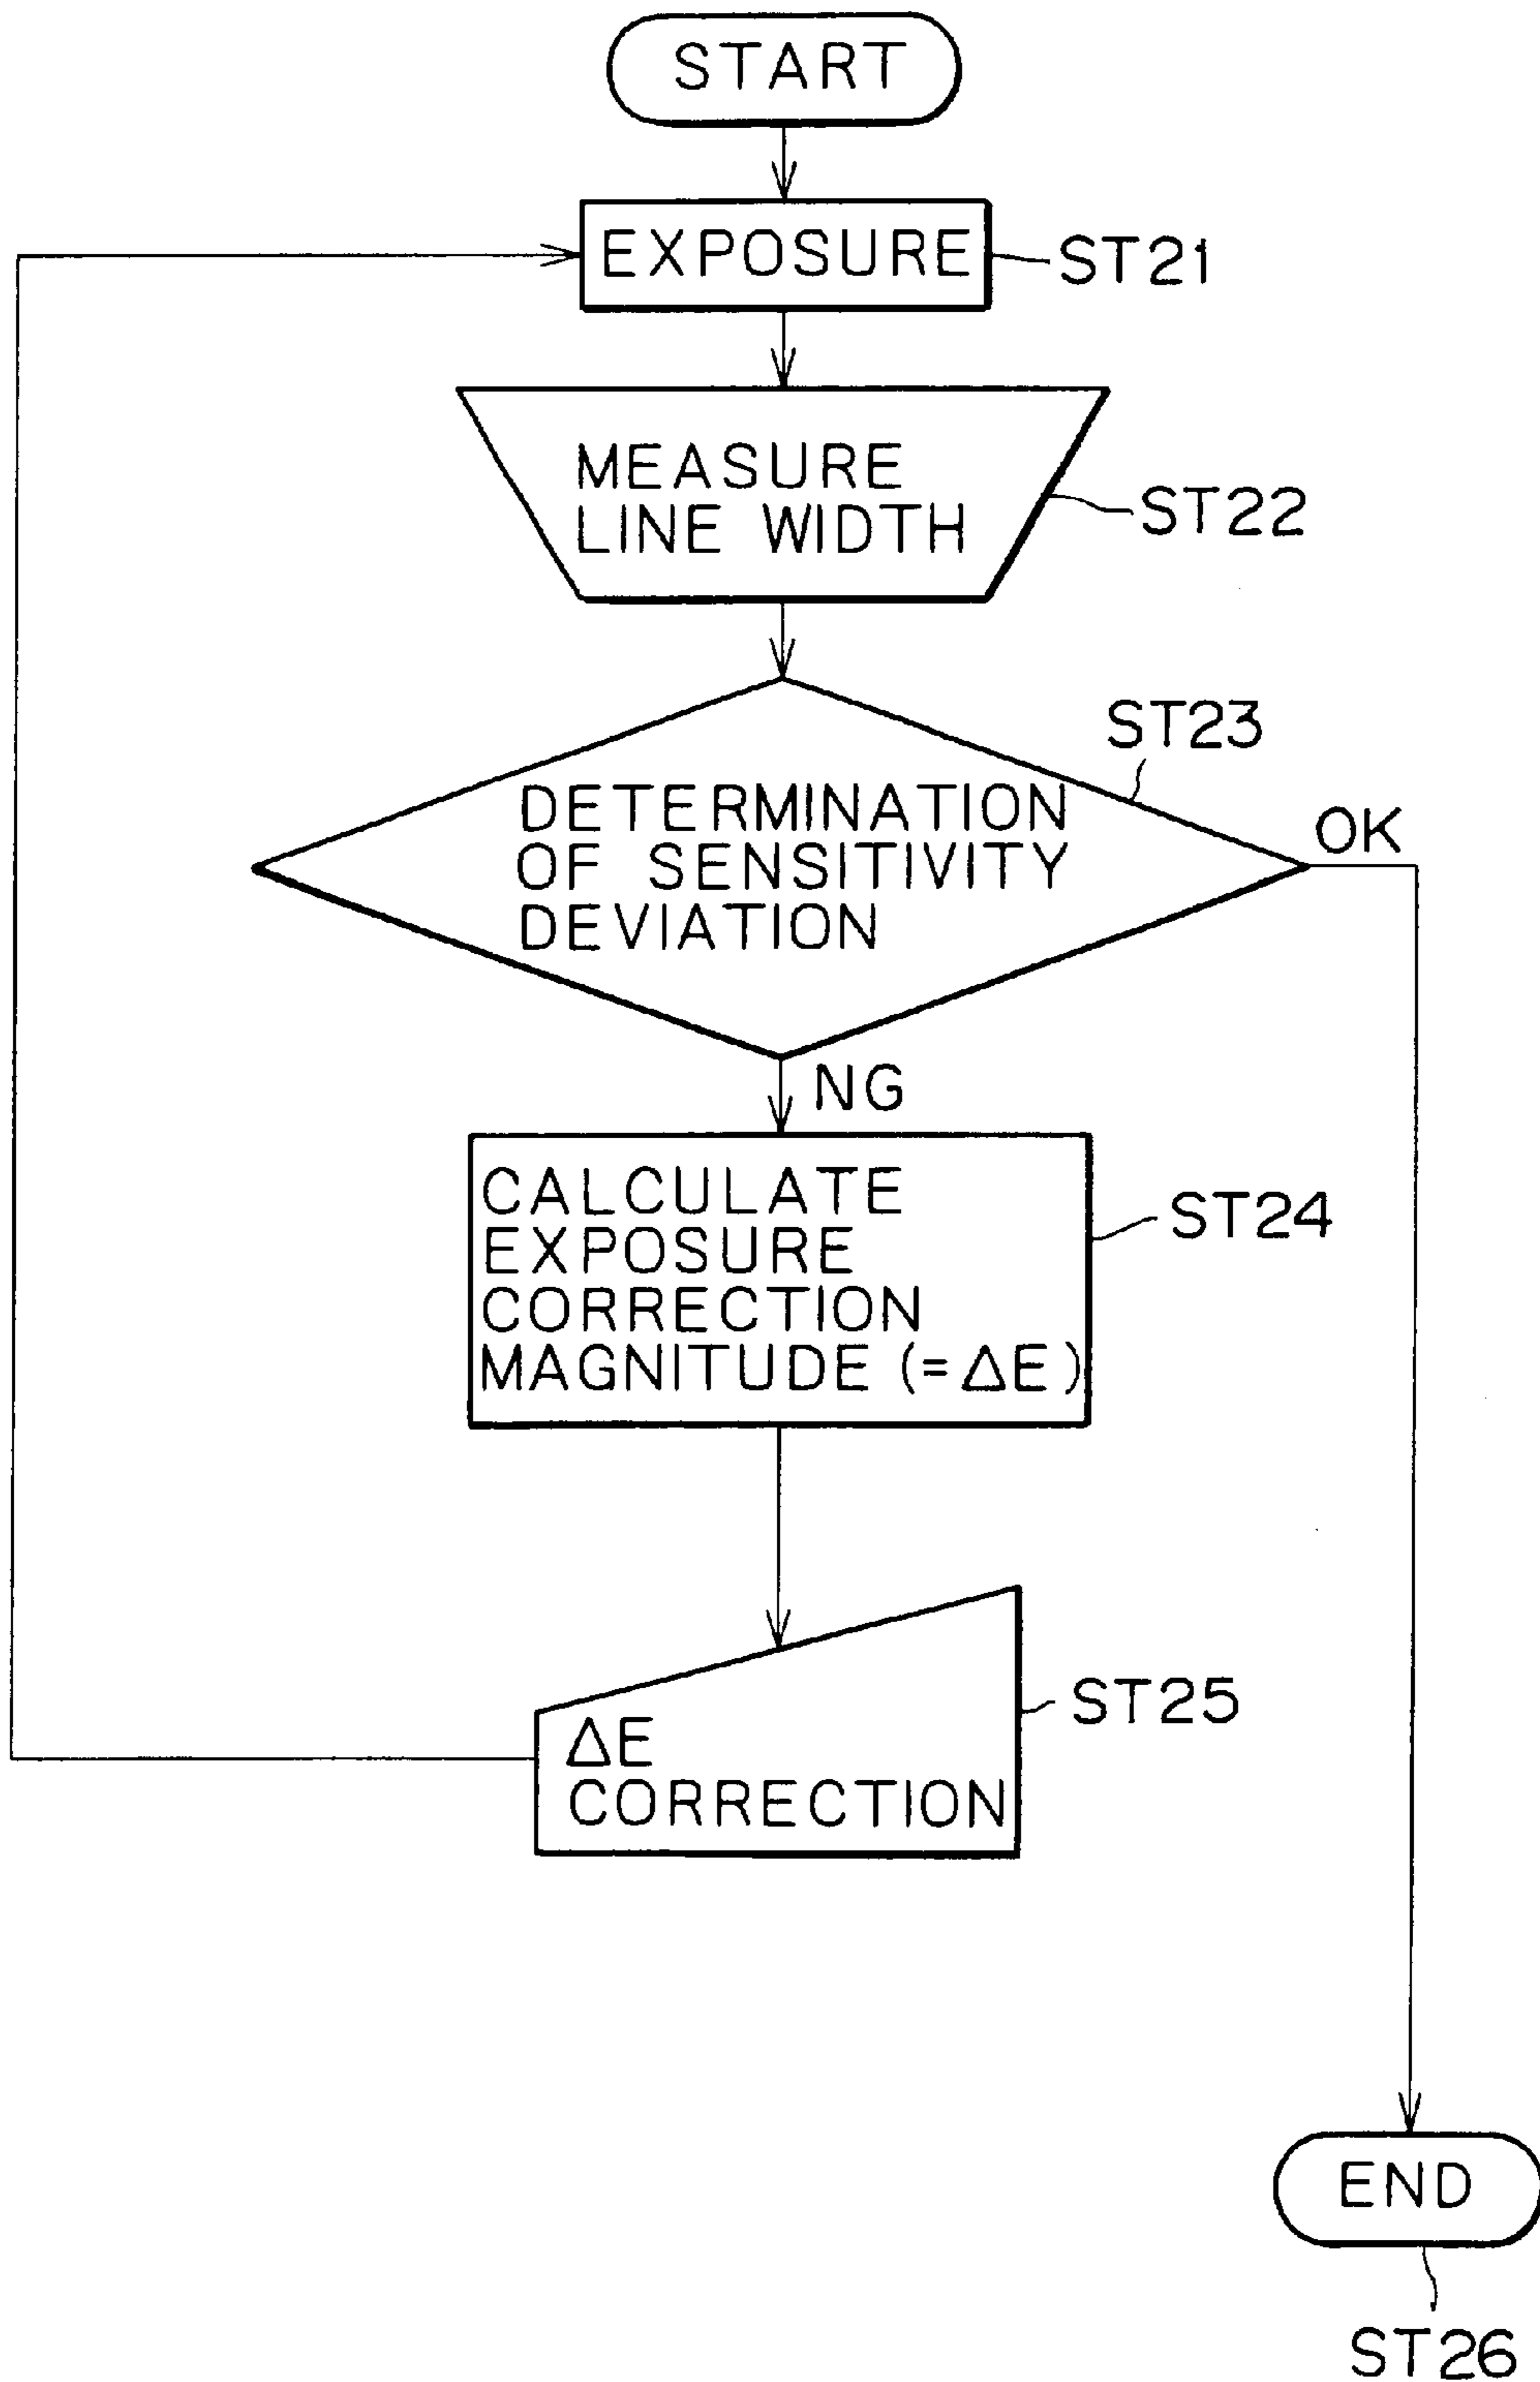 START
EXPOSURE
ST21
MEASURE
LINE WIDTH
ST22
ST23
DETERMINATION
OF SENSITIVITY
DEVIATION
OK
NG
CALCULATE
EXPOSURE
CORRECTION
MAGNITUDE (=ΔE)
ST24
ΔE
CORRECTION
ST25
END
ST26